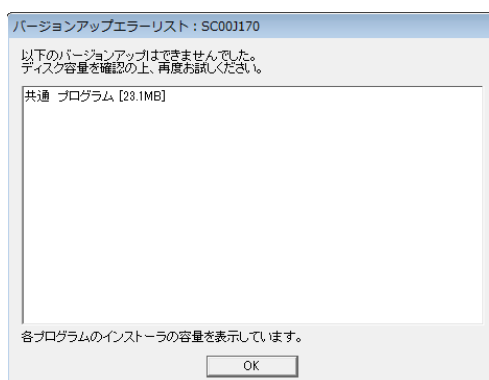 バージョンアップエラーリスト：SC00J170
以下のバージョンアップはできませんでした。
ディスク容量を確認の上、再度お試しください。
共通 プログラム [23.1MB]
各プログラムのインストーラの容量を表示しています。
OK